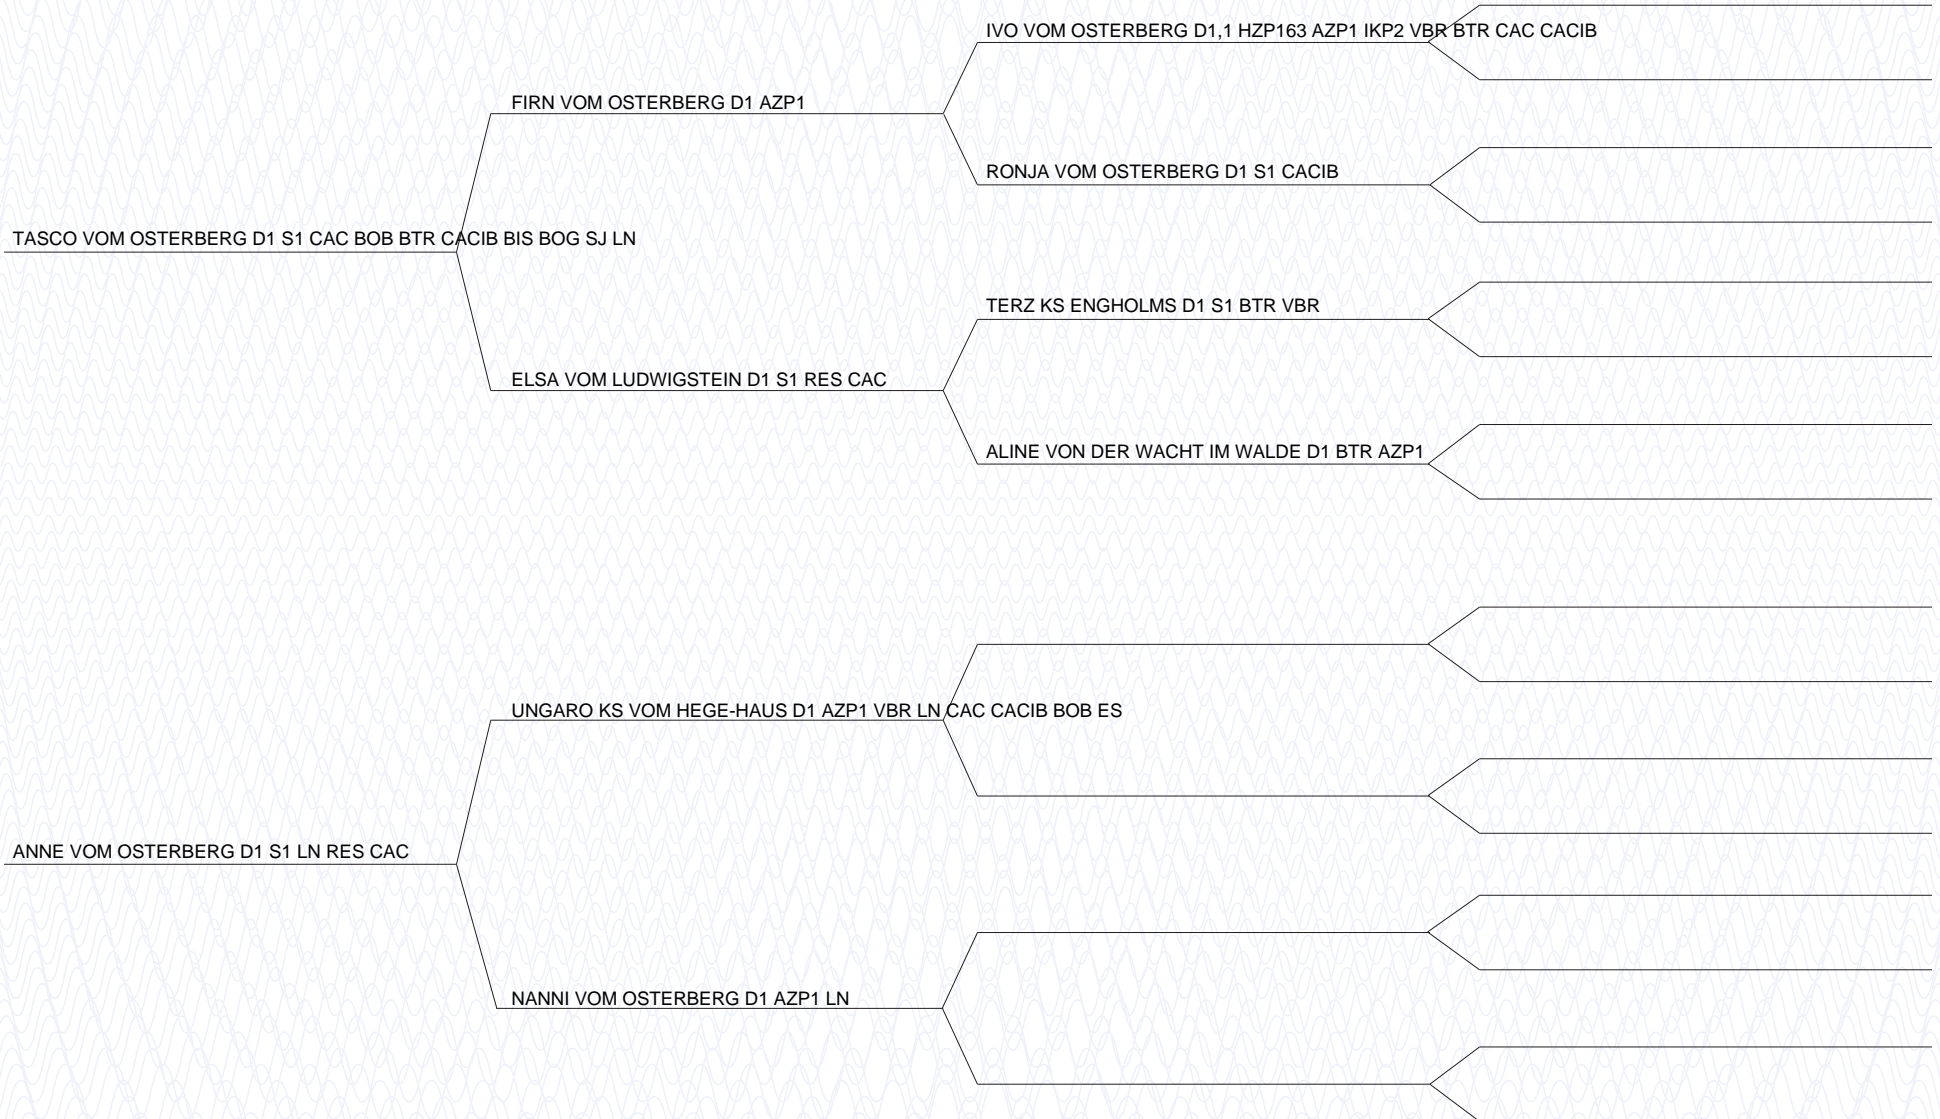 IVO VOM OSTERBERG D1,1 HZP163 AZP1 IKP2 VBR BTR CAC CACIB
FIRN VOM OSTERBERG D1 AZP1
RONJA VOM OSTERBERG D1 S1 CACIB
TASCO VOM OSTERBERG D1 S1 CAC BOB BTR CACIB BIS BOG SJ LN
TERZ KS ENGHOLMS D1 S1 BTR VBR
ELSA VOM LUDWIGSTEIN D1 S1 RES CAC
ALINE VON DER WACHT IM WALDE D1 BTR AZP1
UNGARO KS VOM HEGE-HAUS D1 AZP1 VBR LN CAC CACIB BOB ES
ANNE VOM OSTERBERG D1 S1 LN RES CAC
NANNI VOM OSTERBERG D1 AZP1 LN